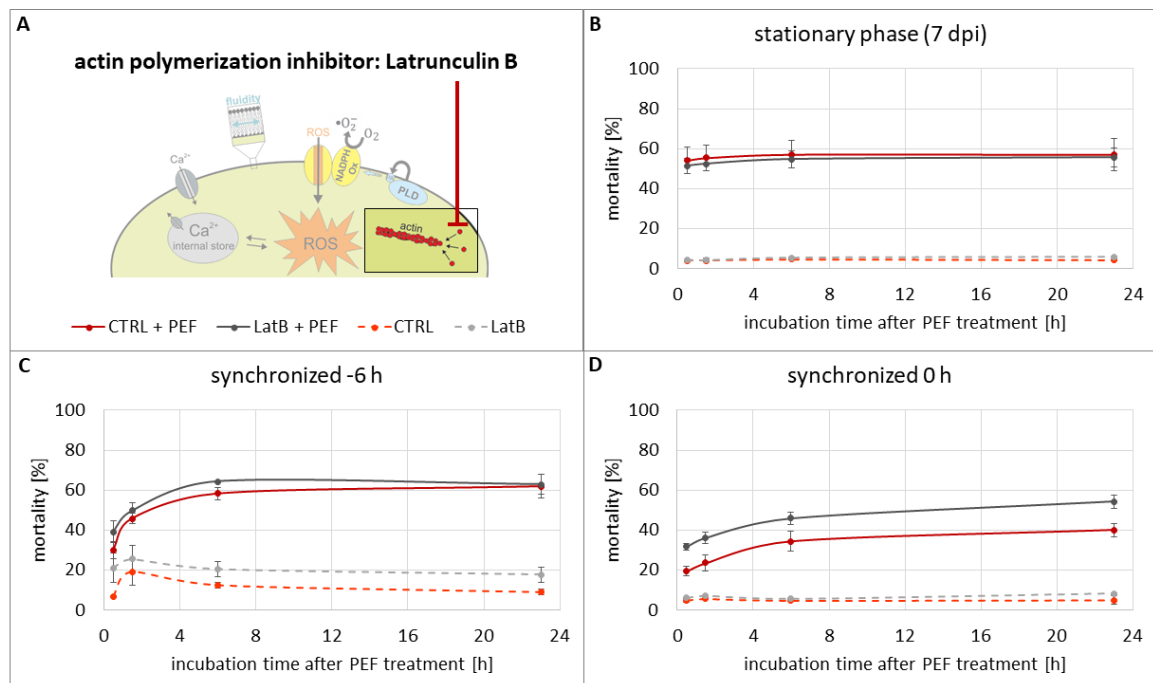 A
actin polymerization inhibitor: Latrunculin B
fluidity
ROS
•O₂⁻
O₂
Ca²⁺
NADPH
Ox
PLD
Ca²⁺
internal store
ROS
actin
CTRL + PEF
LatB + PEF
CTRL
LatB
B
stationary phase (7 dpi)
mortality [%]
100
80
60
40
20
0
0 4 8 12 16 20 24
incubation time after PEF treatment [h]
C
synchronized -6 h
mortality [%]
100
80
60
40
20
0
0 4 8 12 16 20 24
incubation time after PEF treatment [h]
D
synchronized 0 h
mortality [%]
100
80
60
40
20
0
0 4 8 12 16 20 24
incubation time after PEF treatment [h]